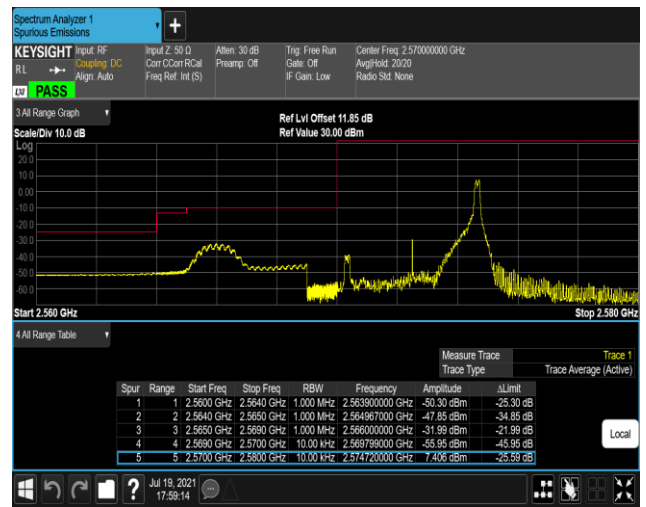 Spectrum Analyzer 1
Spurious Emissions
+
KEYSIGHT Input: RF Input Z: 50 Ω Atten: 30 dB Trig: Free Run Center Freq: 2.570000000 GHz
RL Coupling: DC Corr CCorr RCal Preamp: Off Gate: Off Avg|Hold: 20/20
Align: Auto Freq Ref: Int (S) IF Gain: Low Radio Std: None
LXI PASS
3 All Range Graph
Ref Lvl Offset 11.85 dB
Scale/Div 10.0 dB Ref Value 30.00 dBm
Log
20.0
10.0
0.00
-10.0
-20.0
-30.0
-40.0
-50.0
-60.0
Start 2.560 GHz Stop 2.580 GHz
4 All Range Table
Measure Trace Trace 1
Trace Type Trace Average (Active)
Spur Range Start Freq Stop Freq RBW Frequency Amplitude ΔLimit
1 1 2.5600 GHz 2.5640 GHz 1.000 MHz 2.563900000 GHz -50.30 dBm -25.30 dB
2 2 2.5640 GHz 2.5650 GHz 1.000 MHz 2.564967000 GHz -47.85 dBm -34.85 dB
3 3 2.5650 GHz 2.5690 GHz 1.000 MHz 2.566000000 GHz -31.99 dBm -21.99 dB
4 4 2.5690 GHz 2.5700 GHz 10.00 kHz 2.569799000 GHz -55.95 dBm -45.95 dB
5 5 2.5700 GHz 2.5800 GHz 10.00 kHz 2.574720000 GHz 7.406 dBm -25.59 dB
Local
? Jul 19, 2021
17:59:14